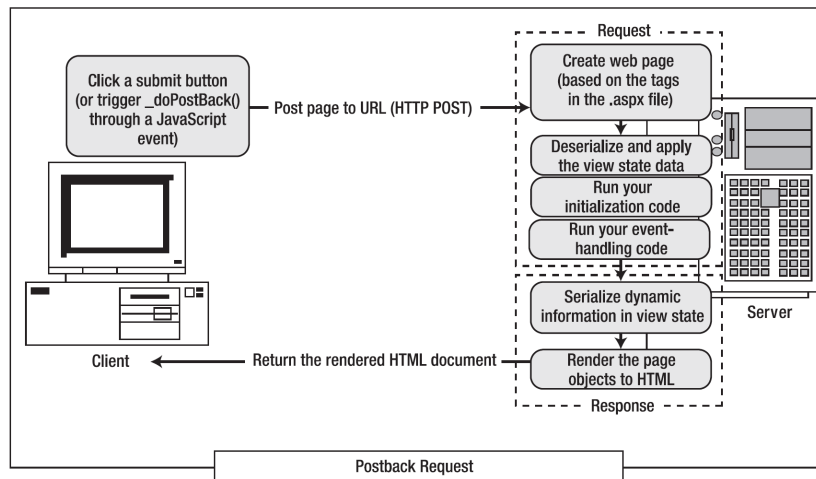 Request
Click a submit button
(or trigger _doPostBack()
through a JavaScript
event)
Post page to URL (HTTP POST)
Create web page
(based on the tags
in the .aspx file)
Deserialize and apply
the view state data
Run your
initialization code
Run your event-
handling code
Serialize dynamic
information in view state
Server
Client
Return the rendered HTML document
Render the page
objects to HTML
Response
Postback Request